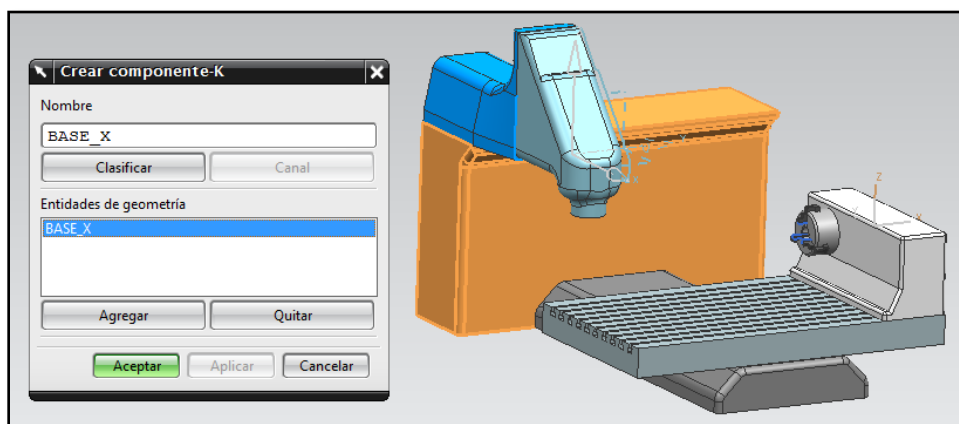 Crear componente-K
Nombre
BASE_X
Clasificar
Canal
Entidades de geometría
BASE_X
Agregar
Quitar
Aceptar
Aplicar
Cancelar
Z
X